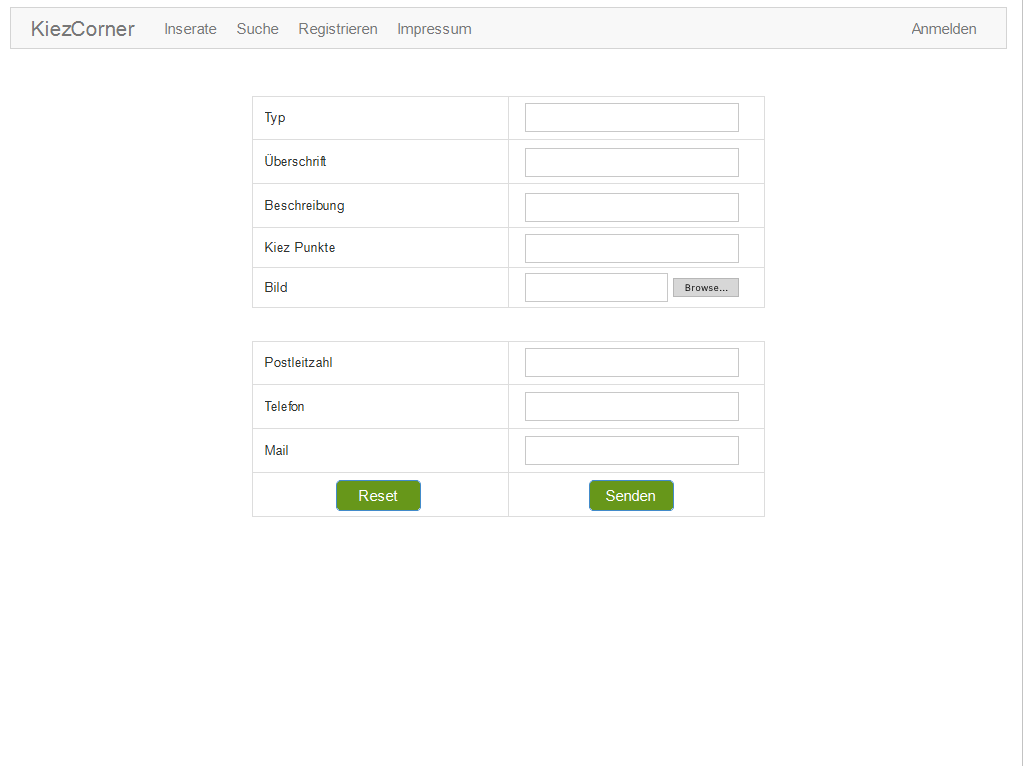 KiezCorner Inserate Suche Registrieren Impressum Anmelden
Typ
Überschrift
Beschreibung
Kiez Punkte
Bild Browse...
Postleitzahl
Telefon
Mail
Reset Senden